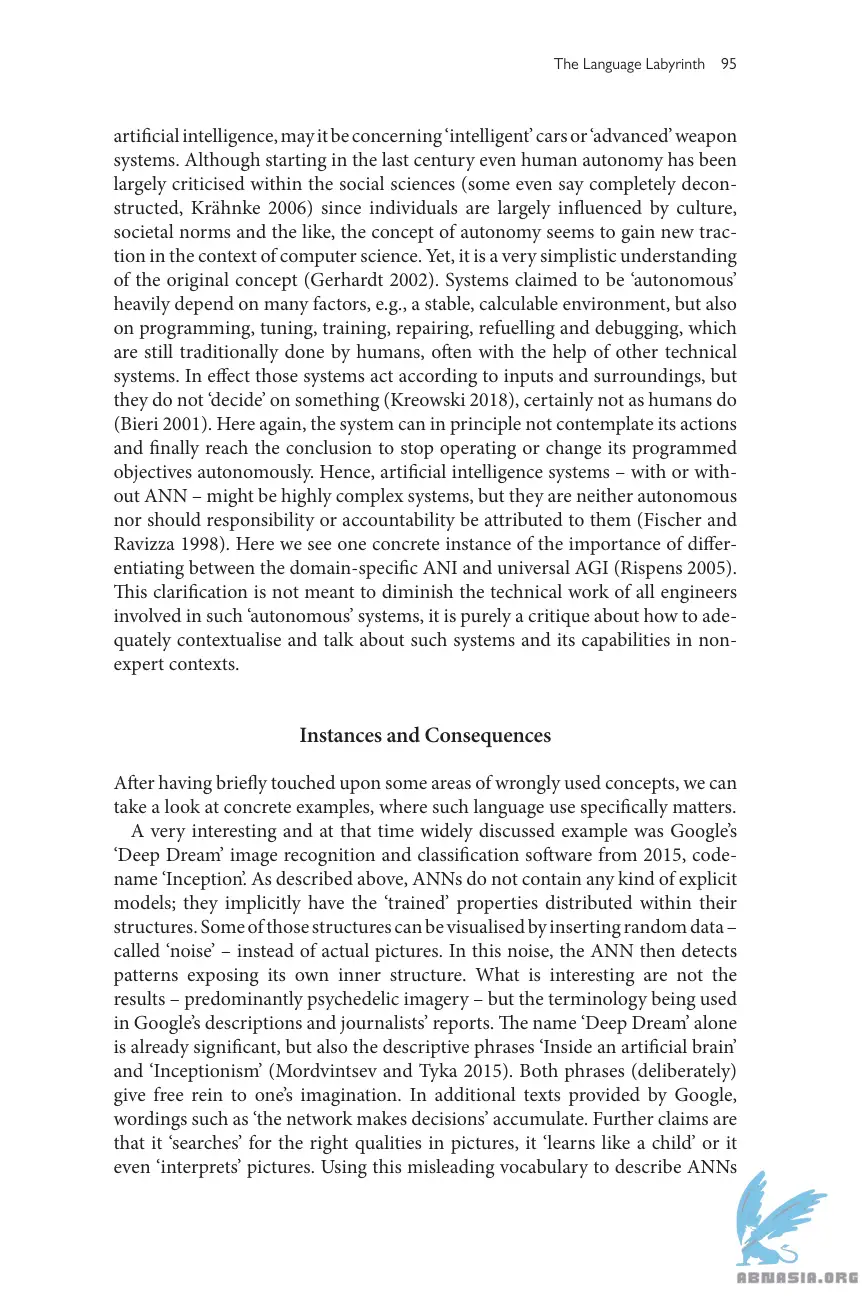 The Language Labyrinth 95
artificial intelligence, may it be concerning ‘intelligent’ cars or ‘advanced’ weapon
systems. Although starting in the last century even human autonomy has been
largely criticised within the social sciences (some even say completely decon-
structed, Krähnke 2006) since individuals are largely influenced by culture,
societal norms and the like, the concept of autonomy seems to gain new trac-
tion in the context of computer science. Yet, it is a very simplistic understanding
of the original concept (Gerhardt 2002). Systems claimed to be ‘autonomous’
heavily depend on many factors, e.g., a stable, calculable environment, but also
on programming, tuning, training, repairing, refuelling and debugging, which
are still traditionally done by humans, often with the help of other technical
systems. In effect those systems act according to inputs and surroundings, but
they do not ‘decide’ on something (Kreowski 2018), certainly not as humans do
(Bieri 2001). Here again, the system can in principle not contemplate its actions
and finally reach the conclusion to stop operating or change its programmed
objectives autonomously. Hence, artificial intelligence systems – with or with-
out ANN – might be highly complex systems, but they are neither autonomous
nor should responsibility or accountability be attributed to them (Fischer and
Ravizza 1998). Here we see one concrete instance of the importance of differ-
entiating between the domain-specific ANI and universal AGI (Rispens 2005).
This clarification is not meant to diminish the technical work of all engineers
involved in such ‘autonomous’ systems, it is purely a critique about how to ade-
quately contextualise and talk about such systems and its capabilities in non-
expert contexts.
Instances and Consequences
After having briefly touched upon some areas of wrongly used concepts, we can
take a look at concrete examples, where such language use specifically matters.
A very interesting and at that time widely discussed example was Google’s
‘Deep Dream’ image recognition and classification software from 2015, code-
name ‘Inception’. As described above, ANNs do not contain any kind of explicit
models; they implicitly have the ‘trained’ properties distributed within their
structures. Some of those structures can be visualised by inserting random data –
called ‘noise’ – instead of actual pictures. In this noise, the ANN then detects
patterns exposing its own inner structure. What is interesting are not the
results – predominantly psychedelic imagery – but the terminology being used
in Google’s descriptions and journalists’ reports. The name ‘Deep Dream’ alone
is already significant, but also the descriptive phrases ‘Inside an artificial brain’
and ‘Inceptionism’ (Mordvintsev and Tyka 2015). Both phrases (deliberately)
give free rein to one’s imagination. In additional texts provided by Google,
wordings such as ‘the network makes decisions’ accumulate. Further claims are
that it ‘searches’ for the right qualities in pictures, it ‘learns like a child’ or it
even ‘interprets’ pictures. Using this misleading vocabulary to describe ANNs
ABNASIA.ORG